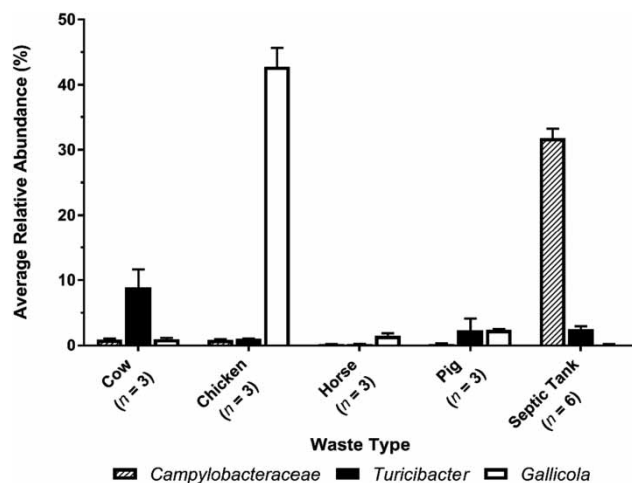 Average Relative Abundance (%)
50
40
30
20
10
0
Cow
(n = 3)
Chicken
(n = 3)
Horse
(n = 3)
Pig
(n = 3)
Septic Tank
(n = 6)
Waste Type
Campylobacteraceae Turicibacter Gallicola